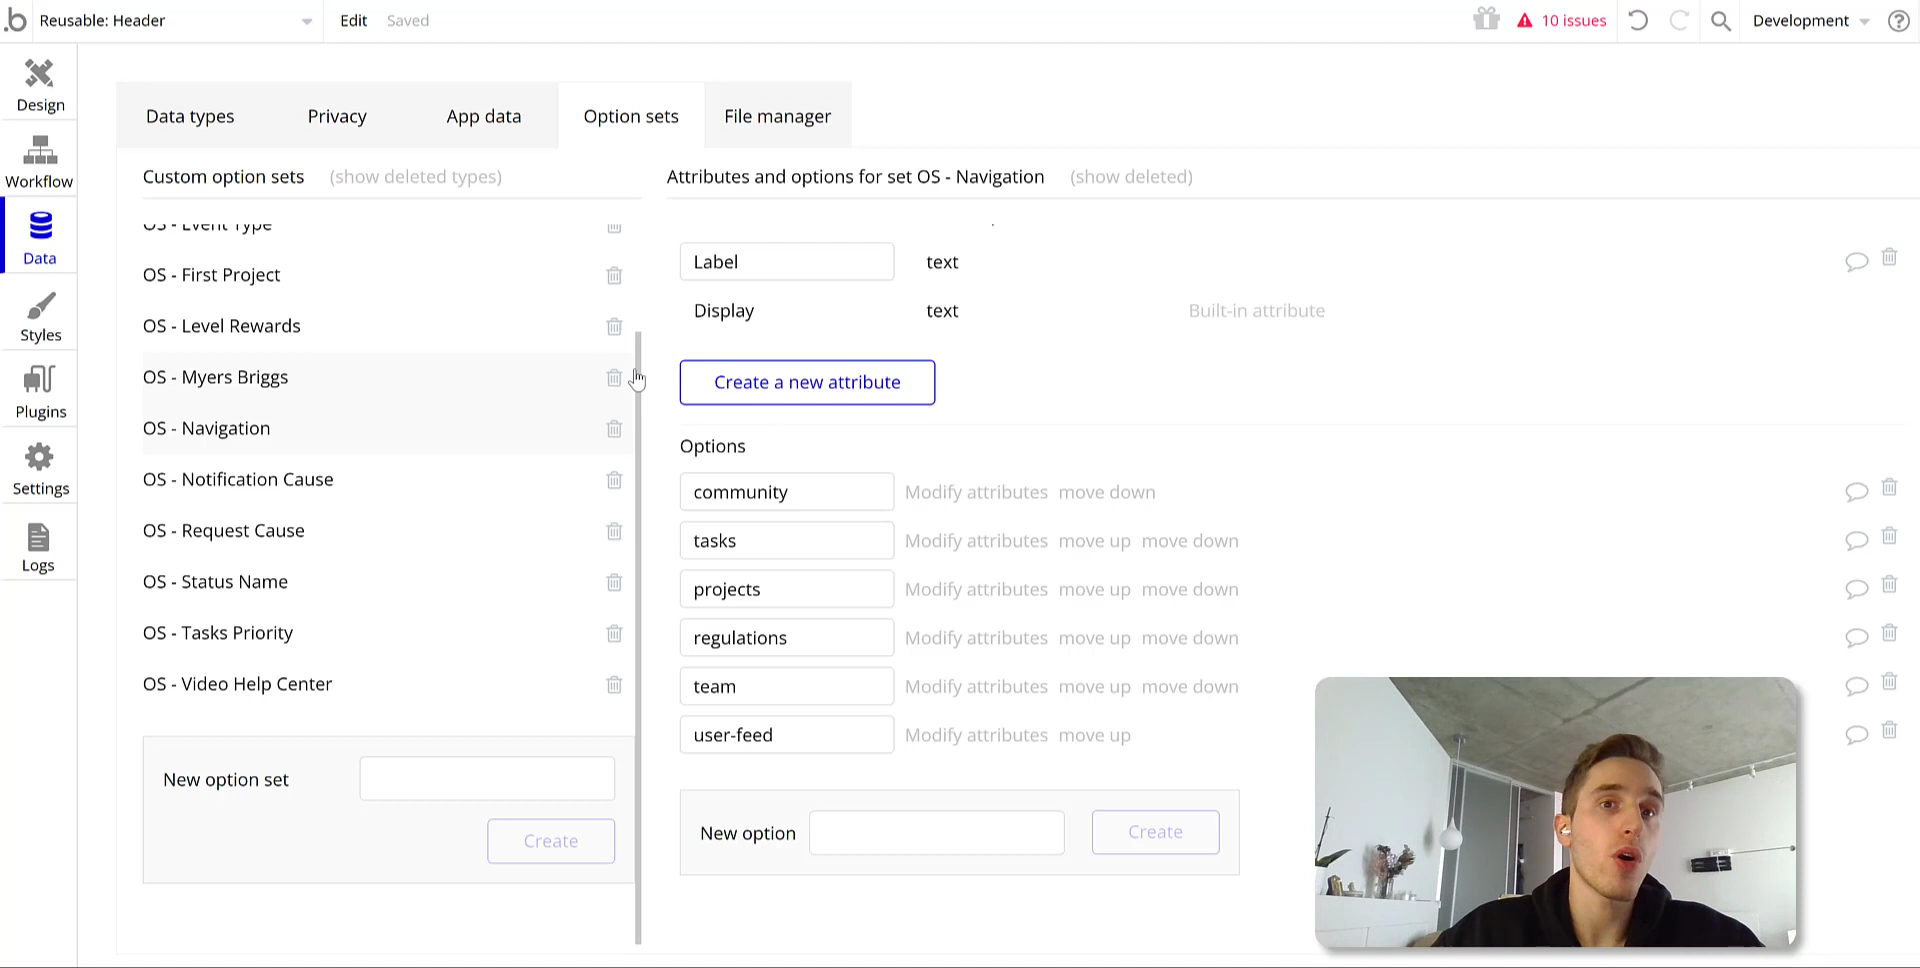 .b Reusable: Header Edit Saved 10 issues Development ?
Design
Workflow
Data
Styles
Plugins
Settings
Logs
Data types Privacy App data Option sets File manager
Custom option sets (show deleted types)
OS - Event Type
OS - First Project
OS - Level Rewards
OS - Myers Briggs
OS - Navigation
OS - Notification Cause
OS - Request Cause
OS - Status Name
OS - Tasks Priority
OS - Video Help Center
New option set
Create
Attributes and options for set OS - Navigation (show deleted)
Label text
Display text Built-in attribute
Create a new attribute
Options
community Modify attributes move down
tasks Modify attributes move up move down
projects Modify attributes move up move down
regulations Modify attributes move up move down
team Modify attributes move up move down
user-feed Modify attributes move up
New option Create